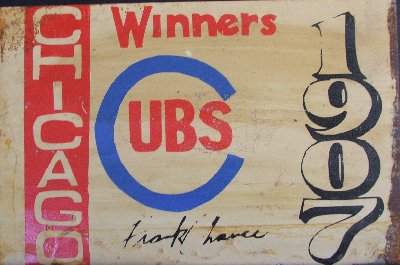 CHICAGO
Winners
CUBS
1907
Frank Chance